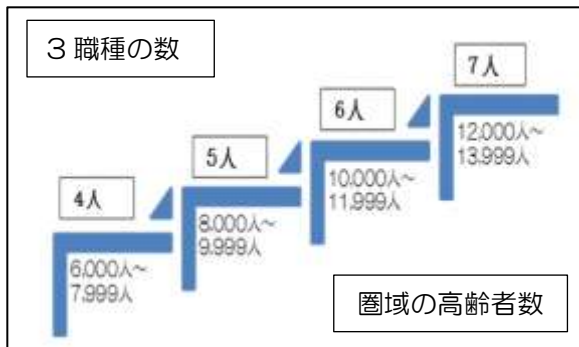 3職種の数
7人
6人
12,000人~
13,999人
5人
10,000人~
11,999人
4人
8,000人~
9,999人
6,000人~
7,999人
圏域の高齢者数